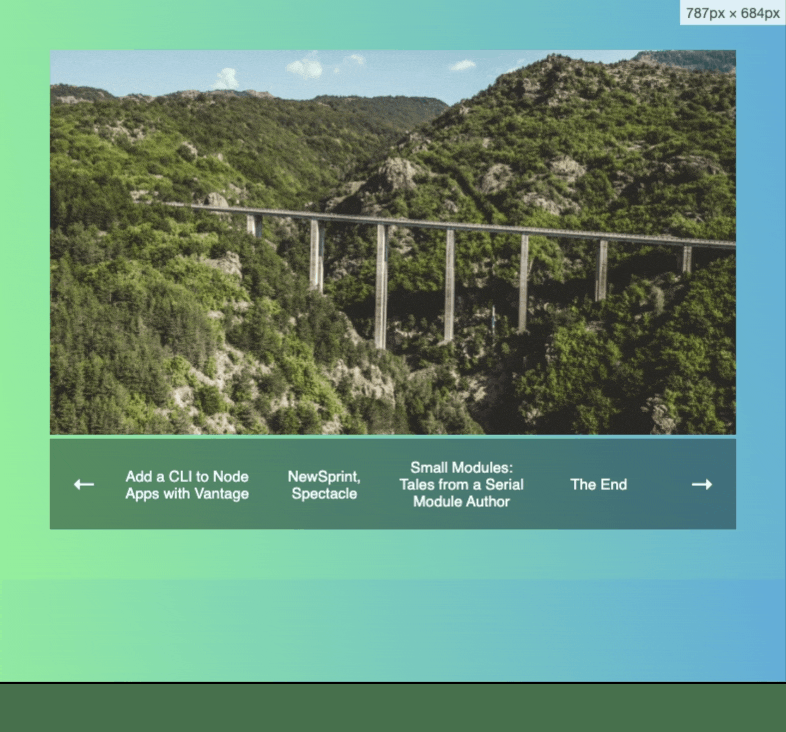 787px × 684px
←
Add a CLI to Node
Apps with Vantage
NewSprint,
Spectacle
Small Modules:
Tales from a Serial
Module Author
The End
→